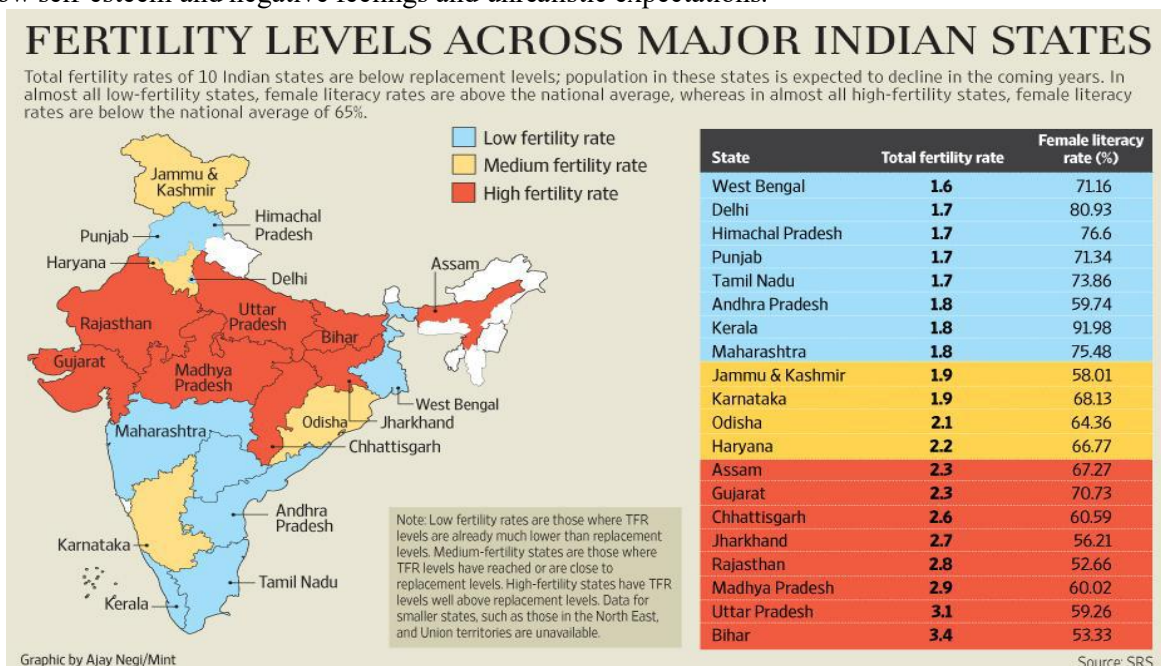 low self-esteem and negative feelings and unrealistic expectations.
FERTILITY LEVELS ACROSS MAJOR INDIAN STATES
Total fertility rates of 10 Indian states are below replacement levels; population in these states is expected to decline in the coming years. In
almost all low-fertility states, female literacy rates are above the national average, whereas in almost all high-fertility states, female literacy
rates are below the national average of 65%.
Low fertility rate
Medium fertility rate
High fertility rate
Jammu &
Kashmir
Himachal
Pradesh
Punjab
Haryana
Delhi
Assam
Rajasthan
Uttar
Pradesh
Bihar
Gujarat
Madhya
Pradesh
West Bengal
Odisha
Jharkhand
Maharashtra
Chhattisgarh
Andhra
Pradesh
Karnataka
Tamil Nadu
Kerala
Note: Low fertility rates are those where TFR
levels are already much lower than replacement
levels. Medium-fertility states are those where
TFR levels have reached or are close to
replacement levels. High-fertility states have TFR
levels well above replacement levels. Data for
smaller states, such as those in the North East,
and Union territories are unavailable.
State Total fertility rate Female literacy rate (%)
West Bengal 1.6 71.16
Delhi 1.7 80.93
Himachal Pradesh 1.7 76.6
Punjab 1.7 71.34
Tamil Nadu 1.7 73.86
Andhra Pradesh 1.8 59.74
Kerala 1.8 91.98
Maharashtra 1.8 75.48
Jammu & Kashmir 1.9 58.01
Karnataka 1.9 68.13
Odisha 2.1 64.36
Haryana 2.2 66.77
Assam 2.3 67.27
Gujarat 2.3 70.73
Chhattisgarh 2.6 60.59
Jharkhand 2.7 56.21
Rajasthan 2.8 52.66
Madhya Pradesh 2.9 60.02
Uttar Pradesh 3.1 59.26
Bihar 3.4 53.33
Graphic by Ajay Negi/Mint
Source: SRS